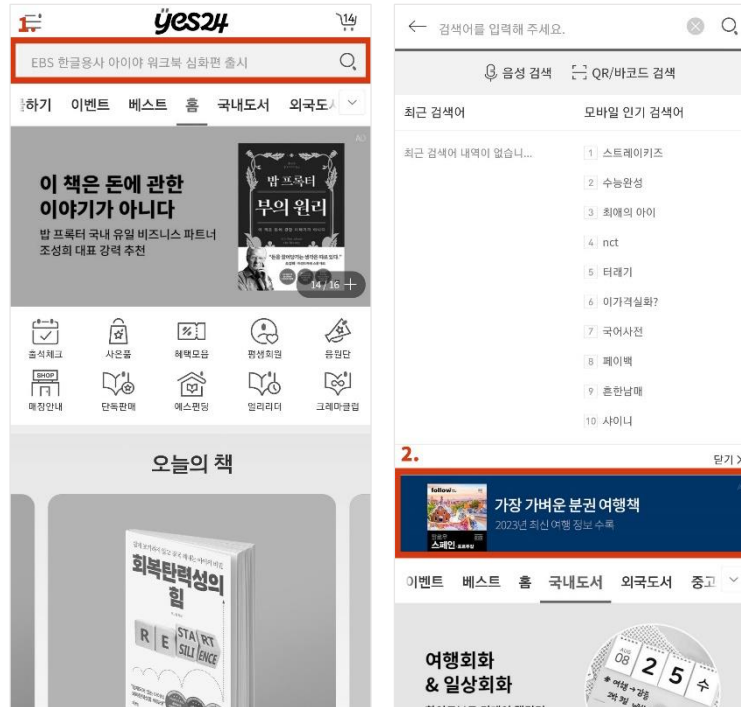 1.
yes24
14
EBS 한글용사 아이야 워크북 심화편 출시
이벤트
베스트
홈
국내도서
외국도
AD
이 책은 돈에 관한
이야기가 아니다
밥 프록터 국내 유일 비즈니스 파트너
조성희 대표 강력 추천
밥 프록터
부의 원리
14/16 +
출석체크
사은품
혜택모음
평생회원
응원단
SHOP
매장안내
단독판매
예스펀딩
일리리더
크레마클럽
오늘의 책
회복탄력성의
힘
RE
START
SILIENCE
검색어를 입력해 주세요.
음성 검색
QR/바코드 검색
최근 검색어
모바일 인기 검색어
최근 검색어 내역이 없습니...
1 스트레이키즈
2 수능완성
3 최애의 아이
4 nct
5 터래기
6 이가격실화?
7 국어사전
8 페이백
9 흔한남매
10 샤이니
2.
닫기
follow
스페인
가장 가벼운 분권 여행책
2023년 최신 여행 정보 수록
이벤트
베스트
홈
국내도서
외국도서
중고
여행회화
& 일상회화
AUG
08
2
5
수